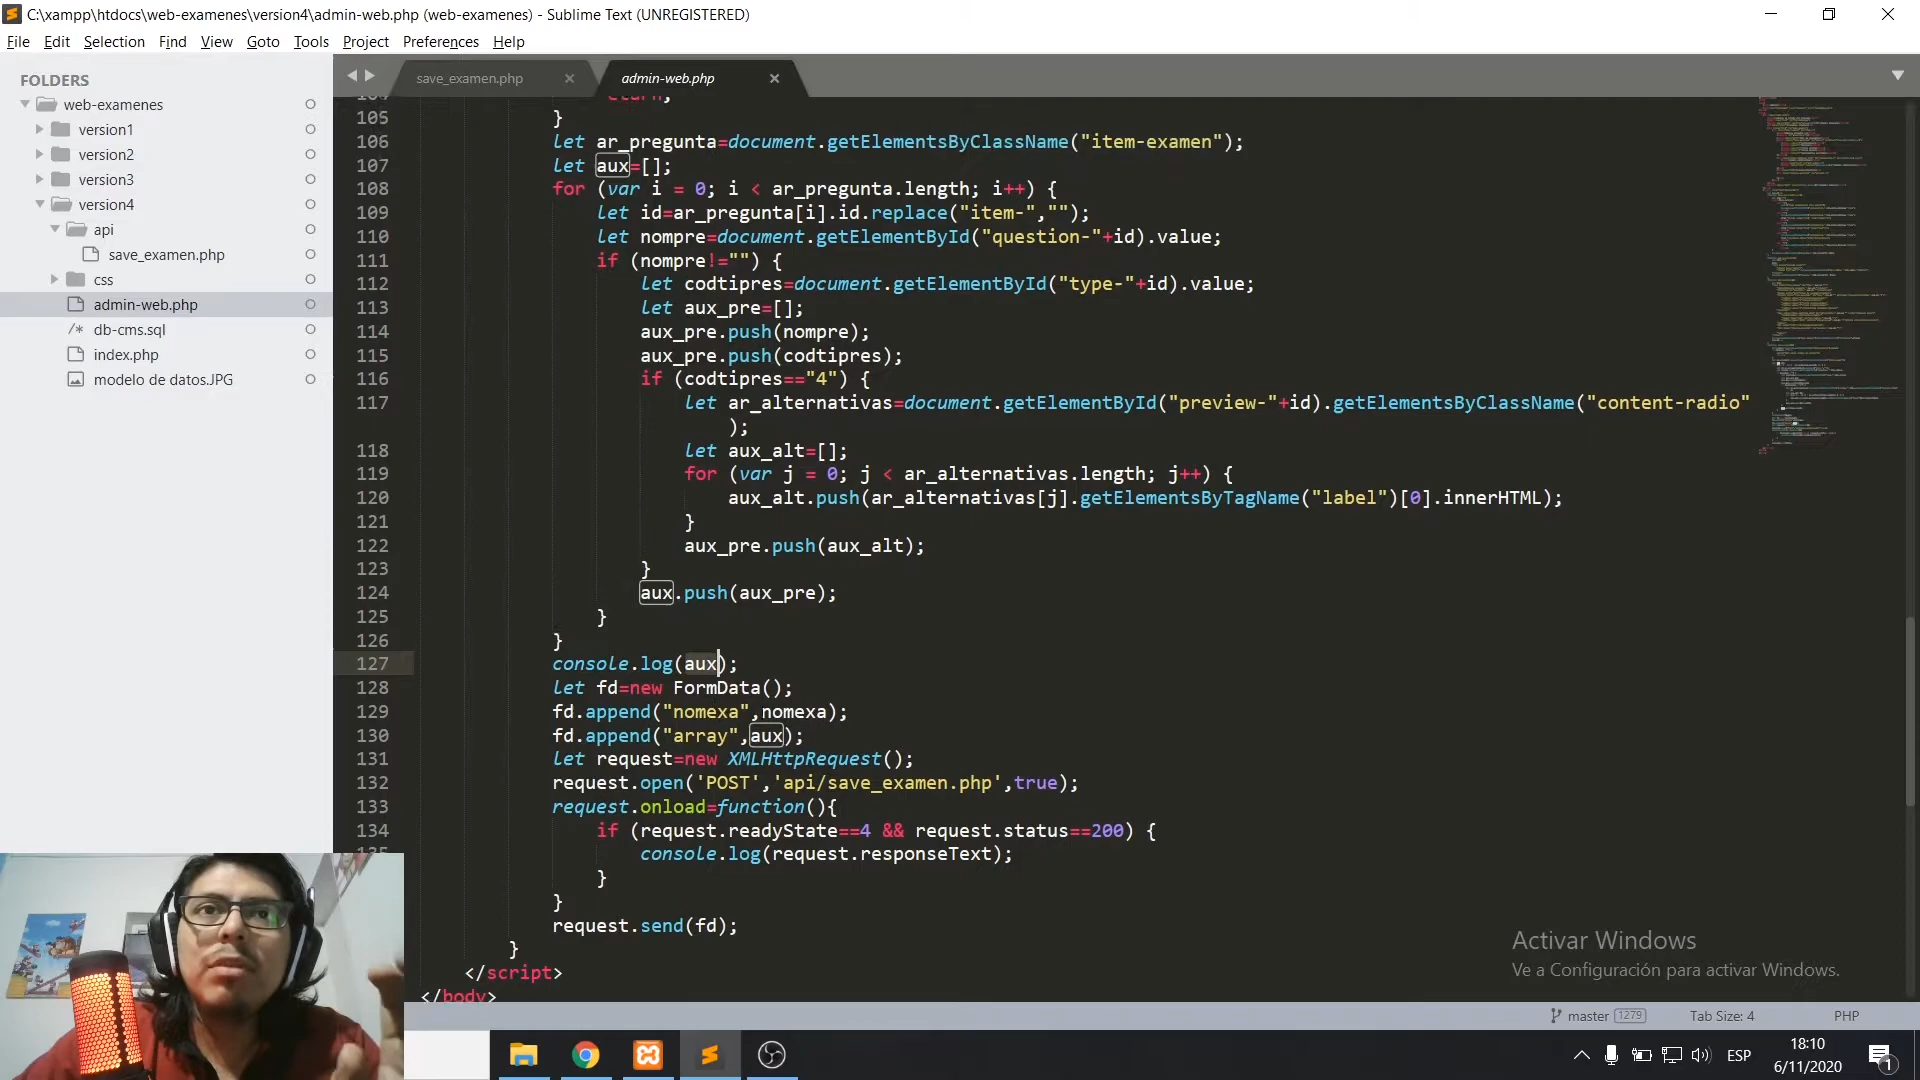 C:\xampp\htdocs\web-examenes\version4\admin-web.php (web-examenes) - Sublime Text (UNREGISTERED)
File Edit Selection Find View Goto Tools Project Preferences Help
FOLDERS
web-examenes
version1
version2
version3
version4
api
save_examen.php
css
admin-web.php
/* db-cms.sql
index.php
modelo de datos.JPG
save_examen.php
admin-web.php
105 }
106 let ar_pregunta=document.getElementsByClassName("item-examen");
107 let aux=[];
108 for (var i = 0; i < ar_pregunta.length; i++) {
109 let id=ar_pregunta[i].id.replace("item-","");
110 let nompre=document.getElementById("question-"+id).value;
111 if (nompre!="") {
112 let codtipres=document.getElementById("type-"+id).value;
113 let aux_pre=[];
114 aux_pre.push(nompre);
115 aux_pre.push(codtipres);
116 if (codtipres=="4") {
117 let ar_alternativas=document.getElementById("preview-"+id).getElementsByClassName("content-radio"
);
118 let aux_alt=[];
119 for (var j = 0; j < ar_alternativas.length; j++) {
120 aux_alt.push(ar_alternativas[j].getElementsByTagName("label")[0].innerHTML);
121 }
122 aux_pre.push(aux_alt);
123 }
124 aux.push(aux_pre);
125 }
126 }
127 console.log(aux);
128 let fd=new FormData();
129 fd.append("nomexa",nomexa);
130 fd.append("array",aux);
131 let request=new XMLHttpRequest();
132 request.open('POST','api/save_examen.php',true);
133 request.onload=function(){
134 if (request.readyState==4 && request.status==200) {
console.log(request.responseText);
}
}
request.send(fd);
}
</script>
</body>
Activar Windows
Ve a Configuración para activar Windows.
master 1279 Tab Size: 4 PHP
ESP
18:10
6/11/2020
1